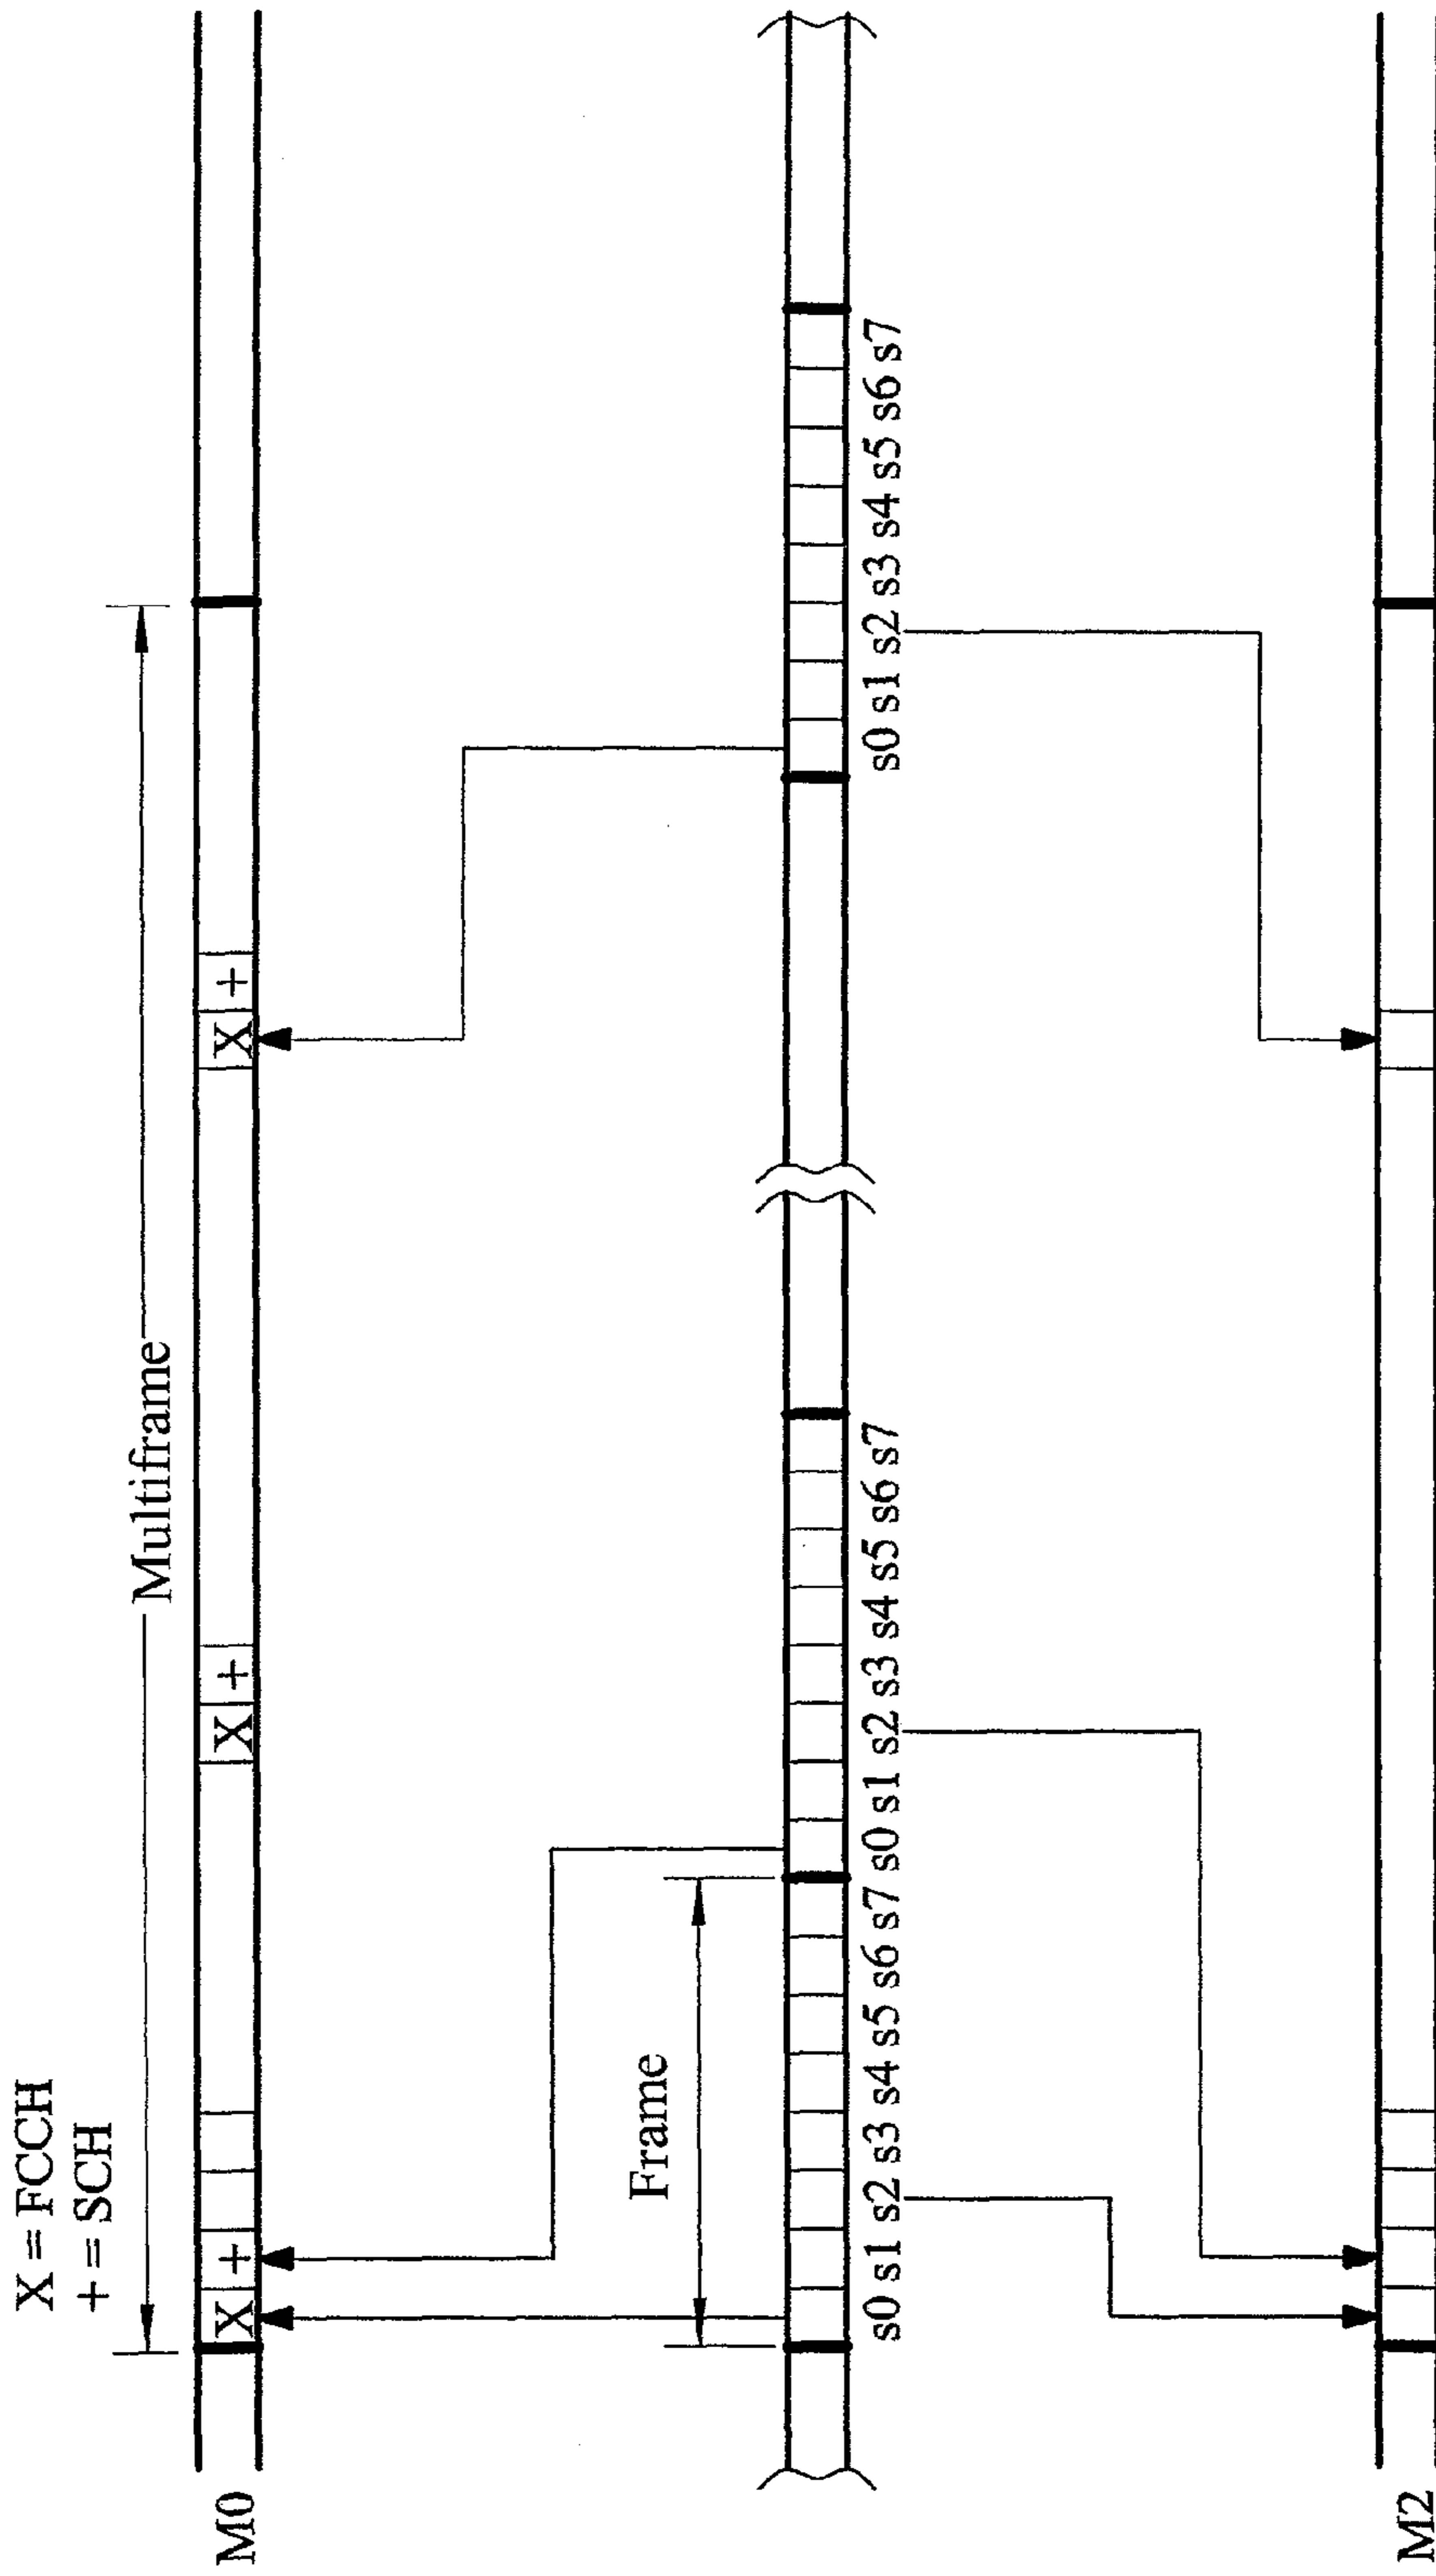 X = FCCH
+ = SCH
Multiframe
M0
X + X + X +
Frame
s0 s1 s2 s3 s4 s5 s6 s7 s0 s1 s2 s3 s4 s5 s6 s7
s0 s1 s2 s3 s4 s5 s6 s7
M2